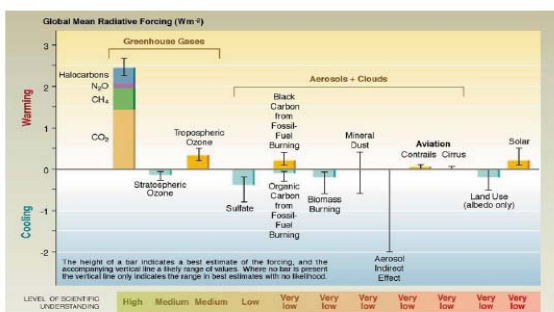 Global Mean Radiative Forcing (Wm⁻²)
Greenhouse Gases
3
Halocarbons
N₂O
CH₄
CO₂
Aerosols + Clouds
Black
Carbon
from
Fossil-
Fuel
Burning
Mineral
Dust
Tropospheric
Ozone
Aviation
Contrails Cirrus
Solar
Warming
2
1
0
Stratospheric
Ozone
Sulfate
Organic
Carbon
from
Fossil-
Fuel
Burning
Biomass
Burning
Land Use
(albedo only)
Cooling
-1
-2
Aerosol
Indirect
Effect
The height of a bar indicates a best estimate of the forcing, and the
accompanying vertical line a likely range of values. Where no bar is present
the vertical line only indicates the range in best estimates with no likelihood.
LEVEL OF SCIENTIFIC
UNDERSTANDING
High Medium Medium Low Very low Very low Very low Very low Very low Very low Very low